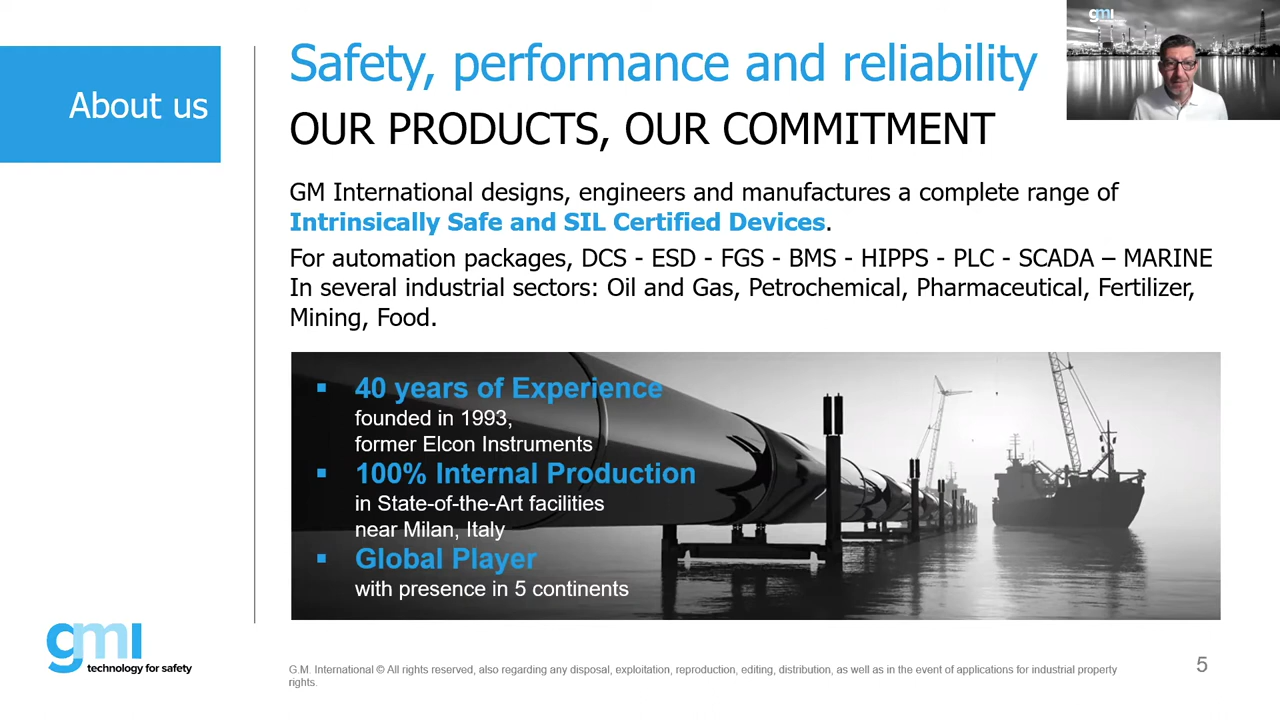 About us
Safety, performance and reliability
OUR PRODUCTS, OUR COMMITMENT
GM International designs, engineers and manufactures a complete range of
Intrinsically Safe and SIL Certified Devices.
For automation packages, DCS - ESD - FGS - BMS - HIPPS - PLC - SCADA – MARINE
In several industrial sectors: Oil and Gas, Petrochemical, Pharmaceutical, Fertilizer,
Mining, Food.
▪ 40 years of Experience
founded in 1993,
former Elcon Instruments
▪ 100% Internal Production
in State-of-the-Art facilities
near Milan, Italy
▪ Global Player
with presence in 5 continents
gmi
technology for safety
G.M. International © All rights reserved, also regarding any disposal, exploitation, reproduction, editing, distribution, as well as in the event of applications for industrial property
rights.
5
gmi